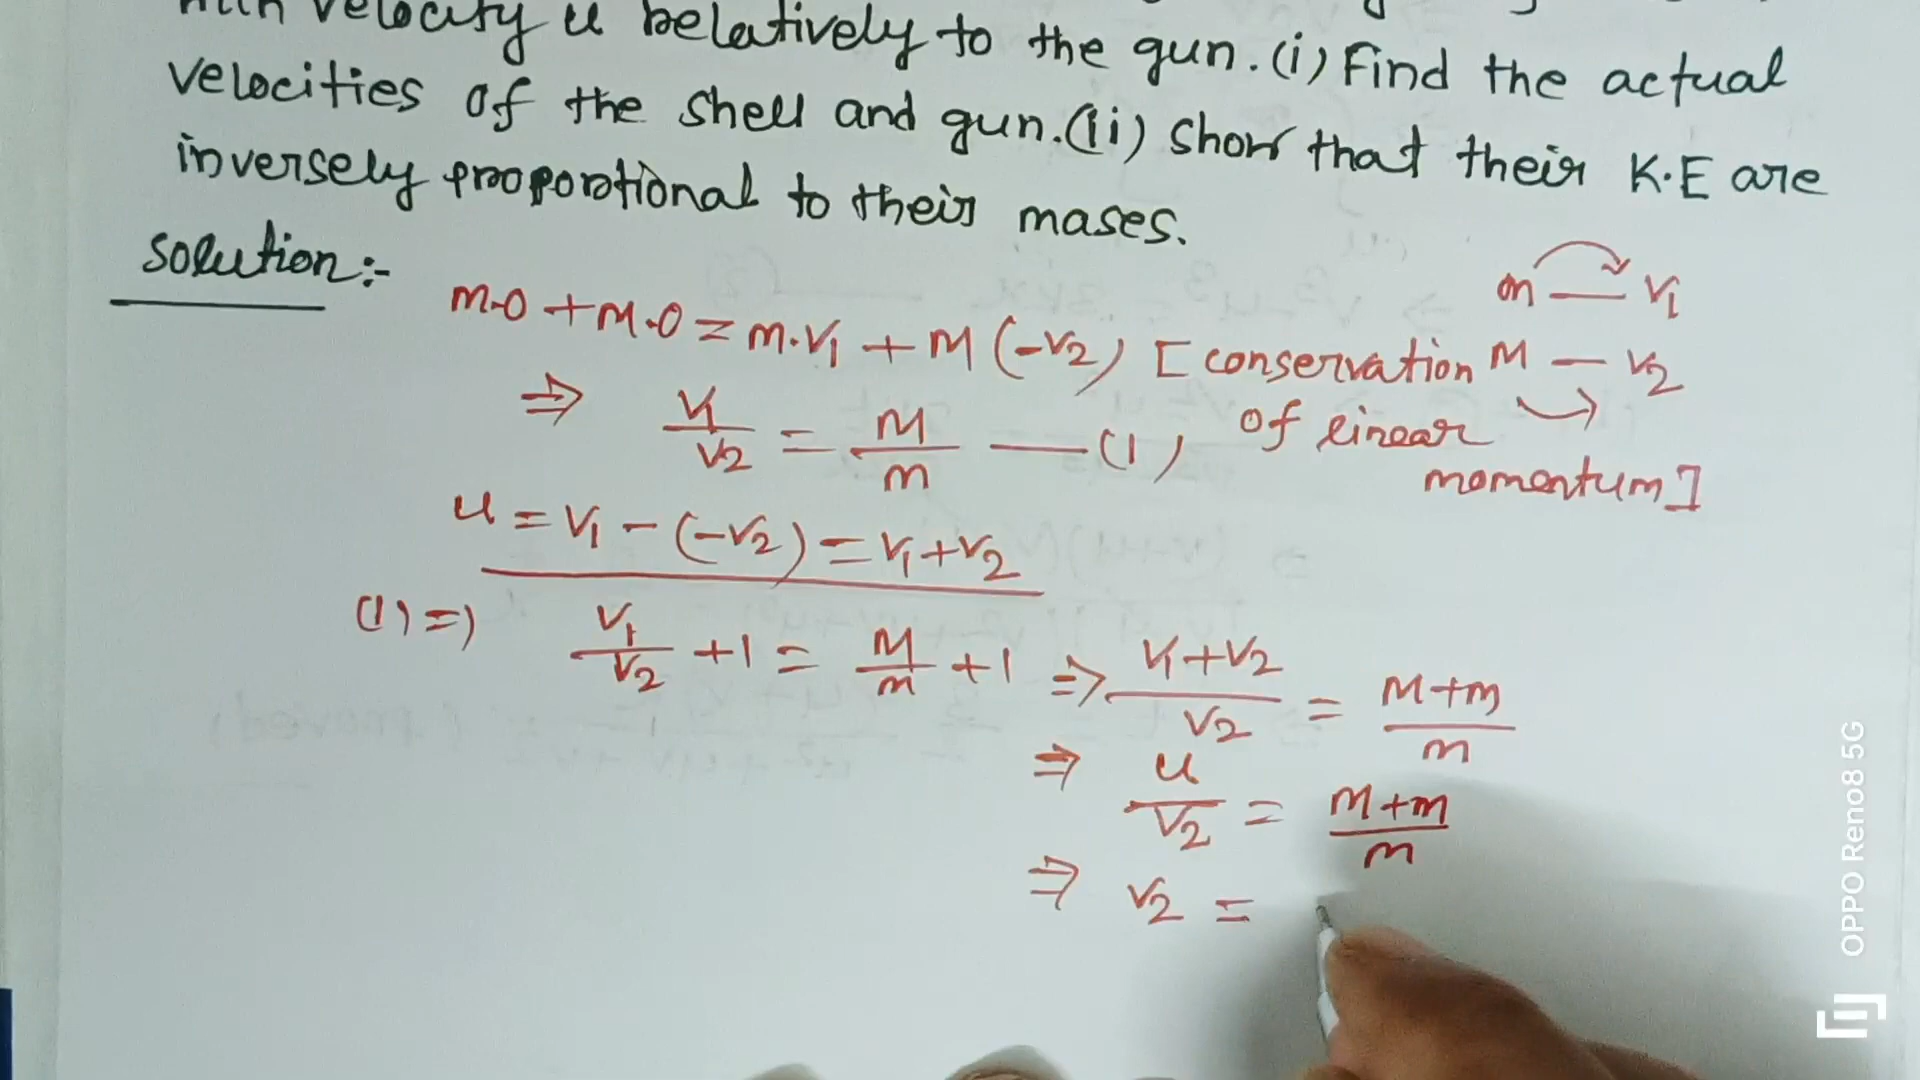 with velocity u relatively to the gun. (i) Find the actual
velocities of the shell and gun. (ii) Show that their K.E are
inversely proportional to their mases.
Solution:-
m.0 + M.0 = m.v₁ + M(-v₂) [conservation
of linear
momentum]
m — v₁
M — v₂
⇒ v₁/v₂ = M/m — (1)
u = v₁ - (-v₂) = v₁+v₂
(1) ⇒) v₁/v₂ + 1 = M/m + 1 ⇒ v₁+v₂/v₂ = M+m/m
⇒ u/v₂ = M+m/m
⇒ v₂ =
OPPO Reno8 5G